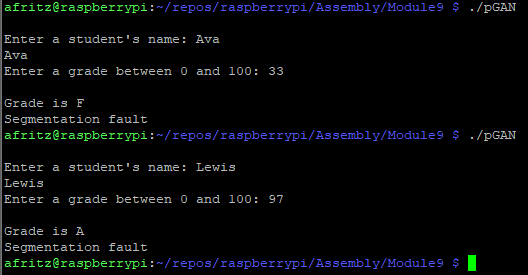 afritz@raspberrypi:~/repos/raspberrypi/Assembly/Module9 $ ./pGAN
Enter a student's name: Ava
Ava
Enter a grade between 0 and 100: 33
Grade is F
Segmentation fault
afritz@raspberrypi:~/repos/raspberrypi/Assembly/Module9 $ ./pGAN
Enter a student's name: Lewis
Lewis
Enter a grade between 0 and 100: 97
Grade is A
Segmentation fault
afritz@raspberrypi:~/repos/raspberrypi/Assembly/Module9 $